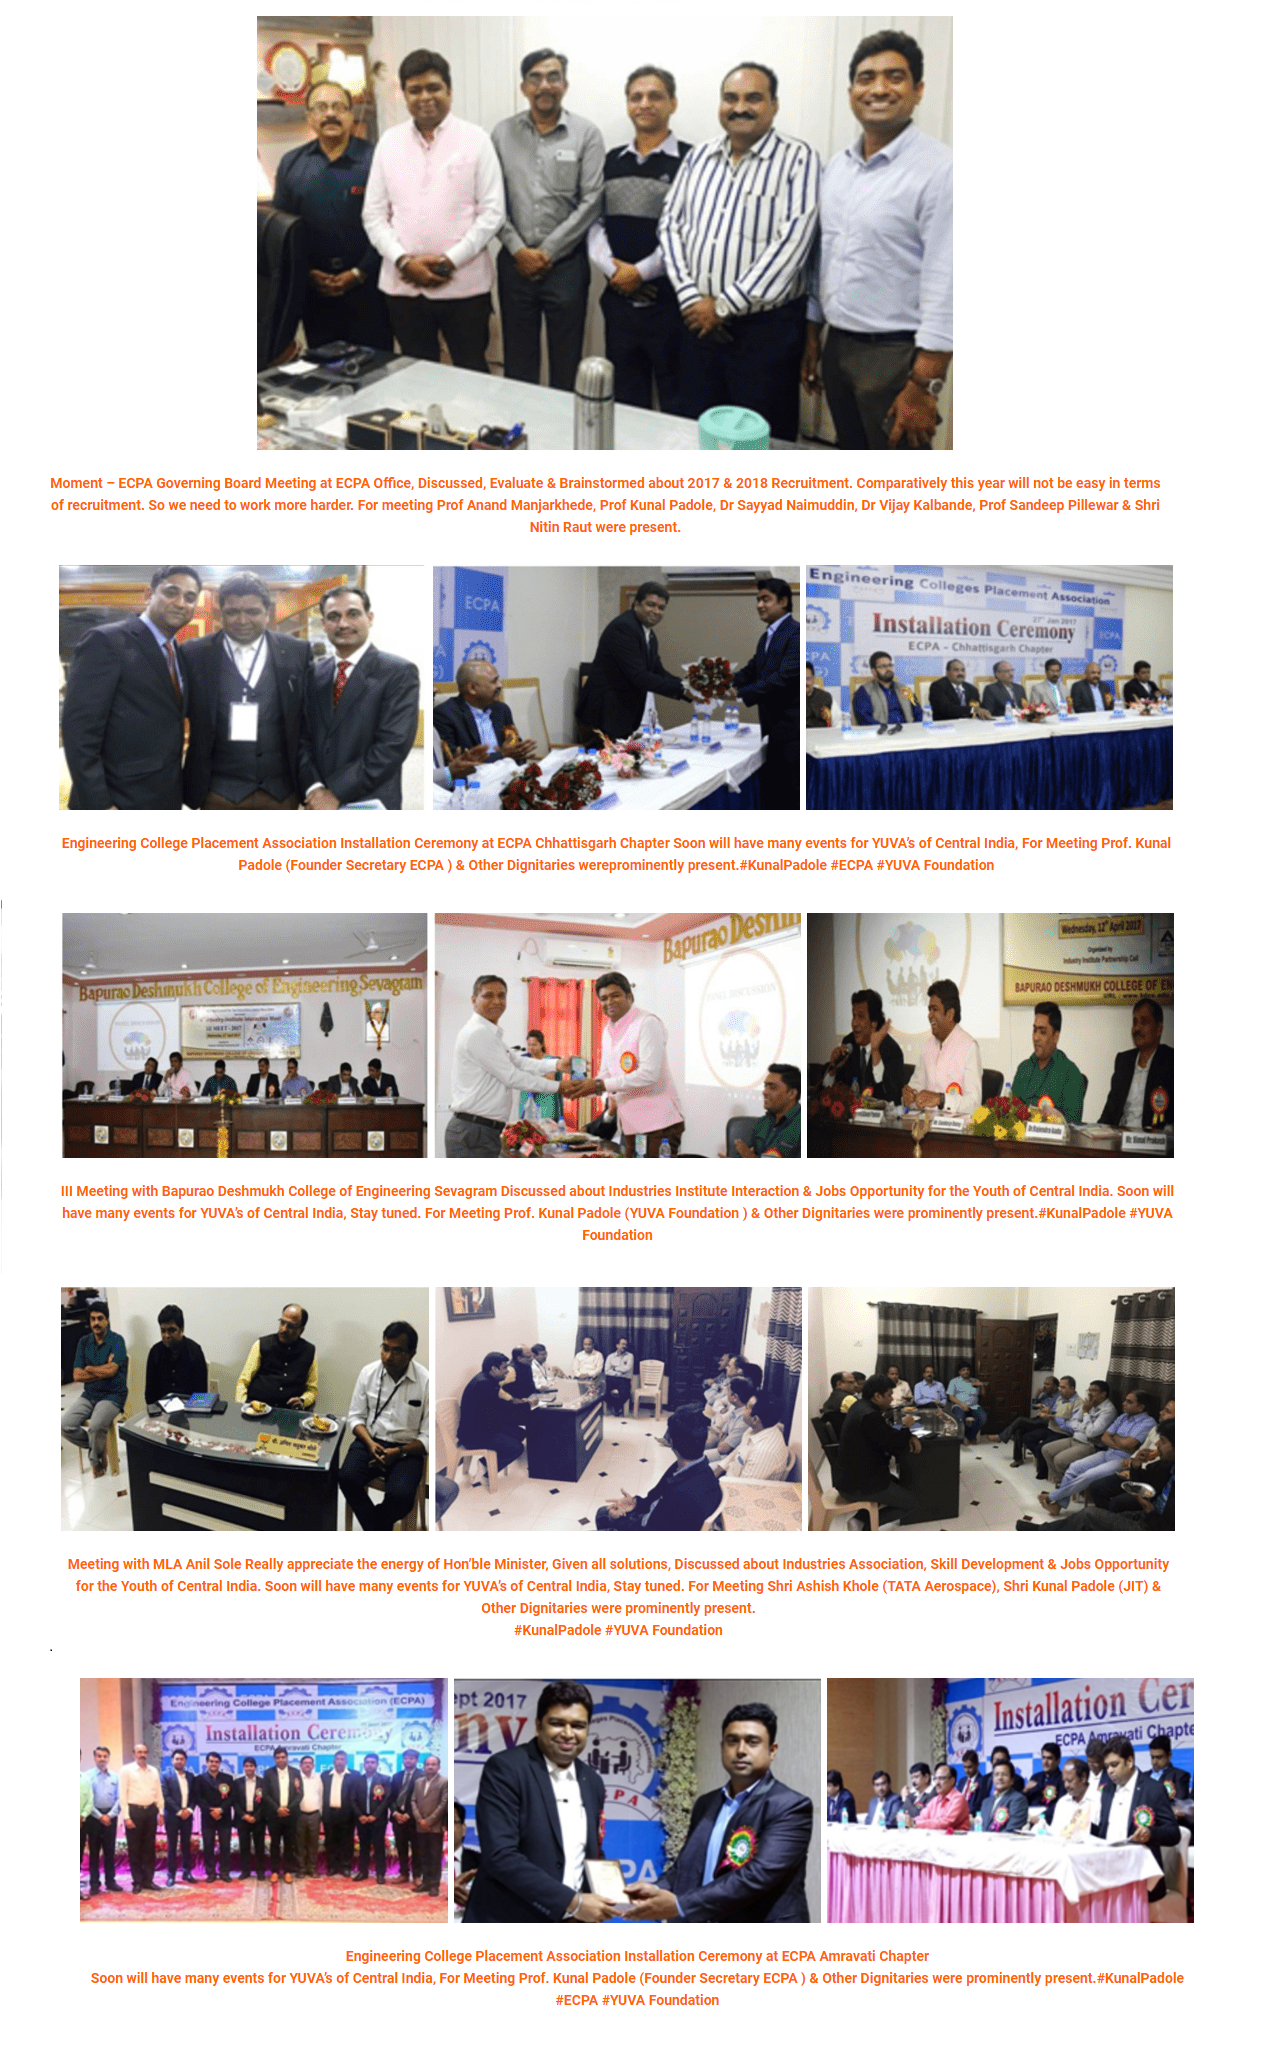 Moment – ECPA Governing Board Meeting at ECPA Office, Discussed, Evaluate & Brainstormed about 2017 & 2018 Recruitment. Comparatively this year will not be easy in terms
of recruitment. So we need to work more harder. For meeting Prof Anand Manjarkhede, Prof Kunal Padole, Dr Sayyad Naimuddin, Dr Vijay Kalbande, Prof Sandeep Pillewar & Shri
Nitin Raut were present.
ECPA
Engineering Colleges Placement Association
27th Jan 2017
Installation Ceremony
ECPA - Chhattisgarh Chapter
ECPA
Engineering College Placement Association Installation Ceremony at ECPA Chhattisgarh Chapter Soon will have many events for YUVA's of Central India, For Meeting Prof. Kunal
Padole (Founder Secretary ECPA ) & Other Dignitaries wereprominently present.#KunalPadole #ECPA #YUVA Foundation
Bapurao Deshmukh College of Engineering, Sevagram
Bapurao Deshm
PANEL DISCUSSION
Wednesday, 12th April 2017
Organised by
Industry Institute Partnership Cell
BAPURAO DESHMUKH COLLEGE OF EN
III Meeting with Bapurao Deshmukh College of Engineering Sevagram Discussed about Industries Institute Interaction & Jobs Opportunity for the Youth of Central India. Soon will
have many events for YUVA's of Central India, Stay tuned. For Meeting Prof. Kunal Padole (YUVA Foundation ) & Other Dignitaries were prominently present.#KunalPadole #YUVA
Foundation
Meeting with MLA Anil Sole Really appreciate the energy of Hon'ble Minister, Given all solutions, Discussed about Industries Association, Skill Development & Jobs Opportunity
for the Youth of Central India. Soon will have many events for YUVA's of Central India, Stay tuned. For Meeting Shri Ashish Khole (TATA Aerospace), Shri Kunal Padole (JIT) &
Other Dignitaries were prominently present.
#KunalPadole #YUVA Foundation
.
Engineering College Placement Association (ECPA)
Installation Ceremony
ECPA Amravati Chapter
ept 2017
ny
ECPA
Installation Cer
ECPA Amravati Chapte
Engineering College Placement Association Installation Ceremony at ECPA Amravati Chapter
Soon will have many events for YUVA's of Central India, For Meeting Prof. Kunal Padole (Founder Secretary ECPA ) & Other Dignitaries were prominently present.#KunalPadole
#ECPA #YUVA Foundation